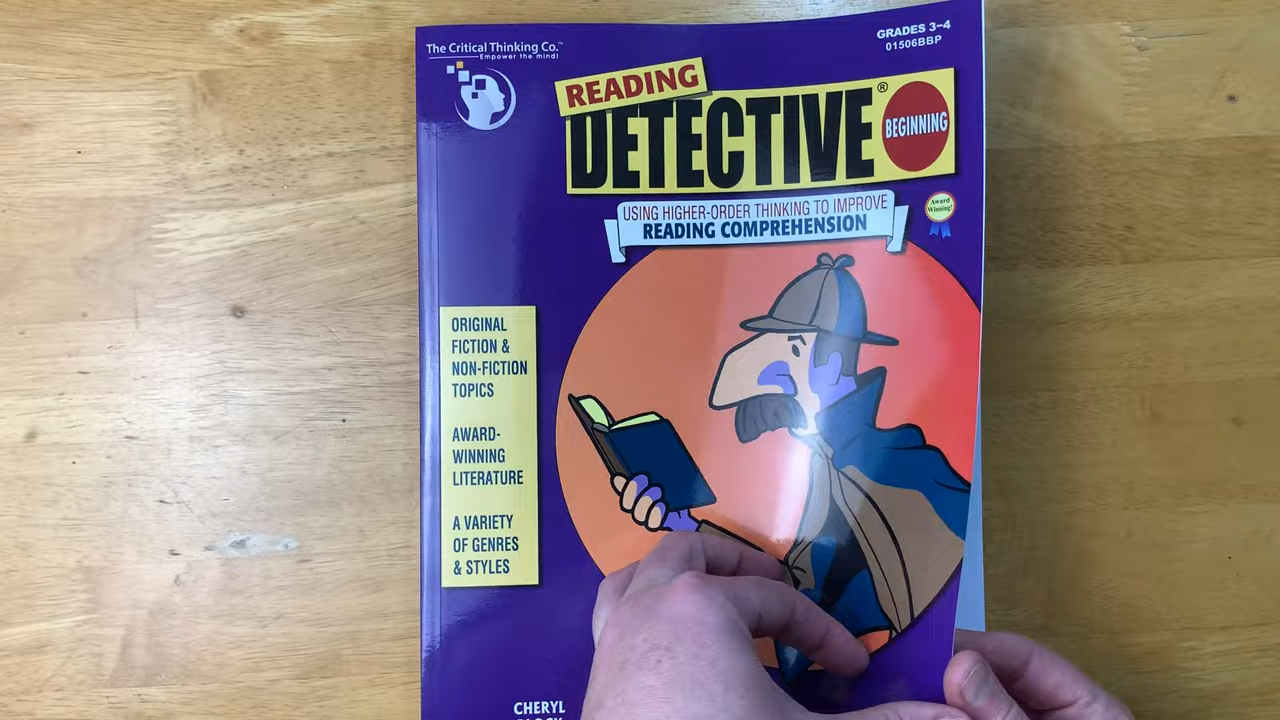 The Critical Thinking Co.™
Empower the mind!
GRADES 3–4
01506BBP
READING
DETECTIVE®
BEGINNING
USING HIGHER-ORDER THINKING TO IMPROVE
READING COMPREHENSION
Award
Winning!
ORIGINAL
FICTION &
NON-FICTION
TOPICS
AWARD-
WINNING
LITERATURE
A VARIETY
OF GENRES
& STYLES
CHERYL
BLOCK